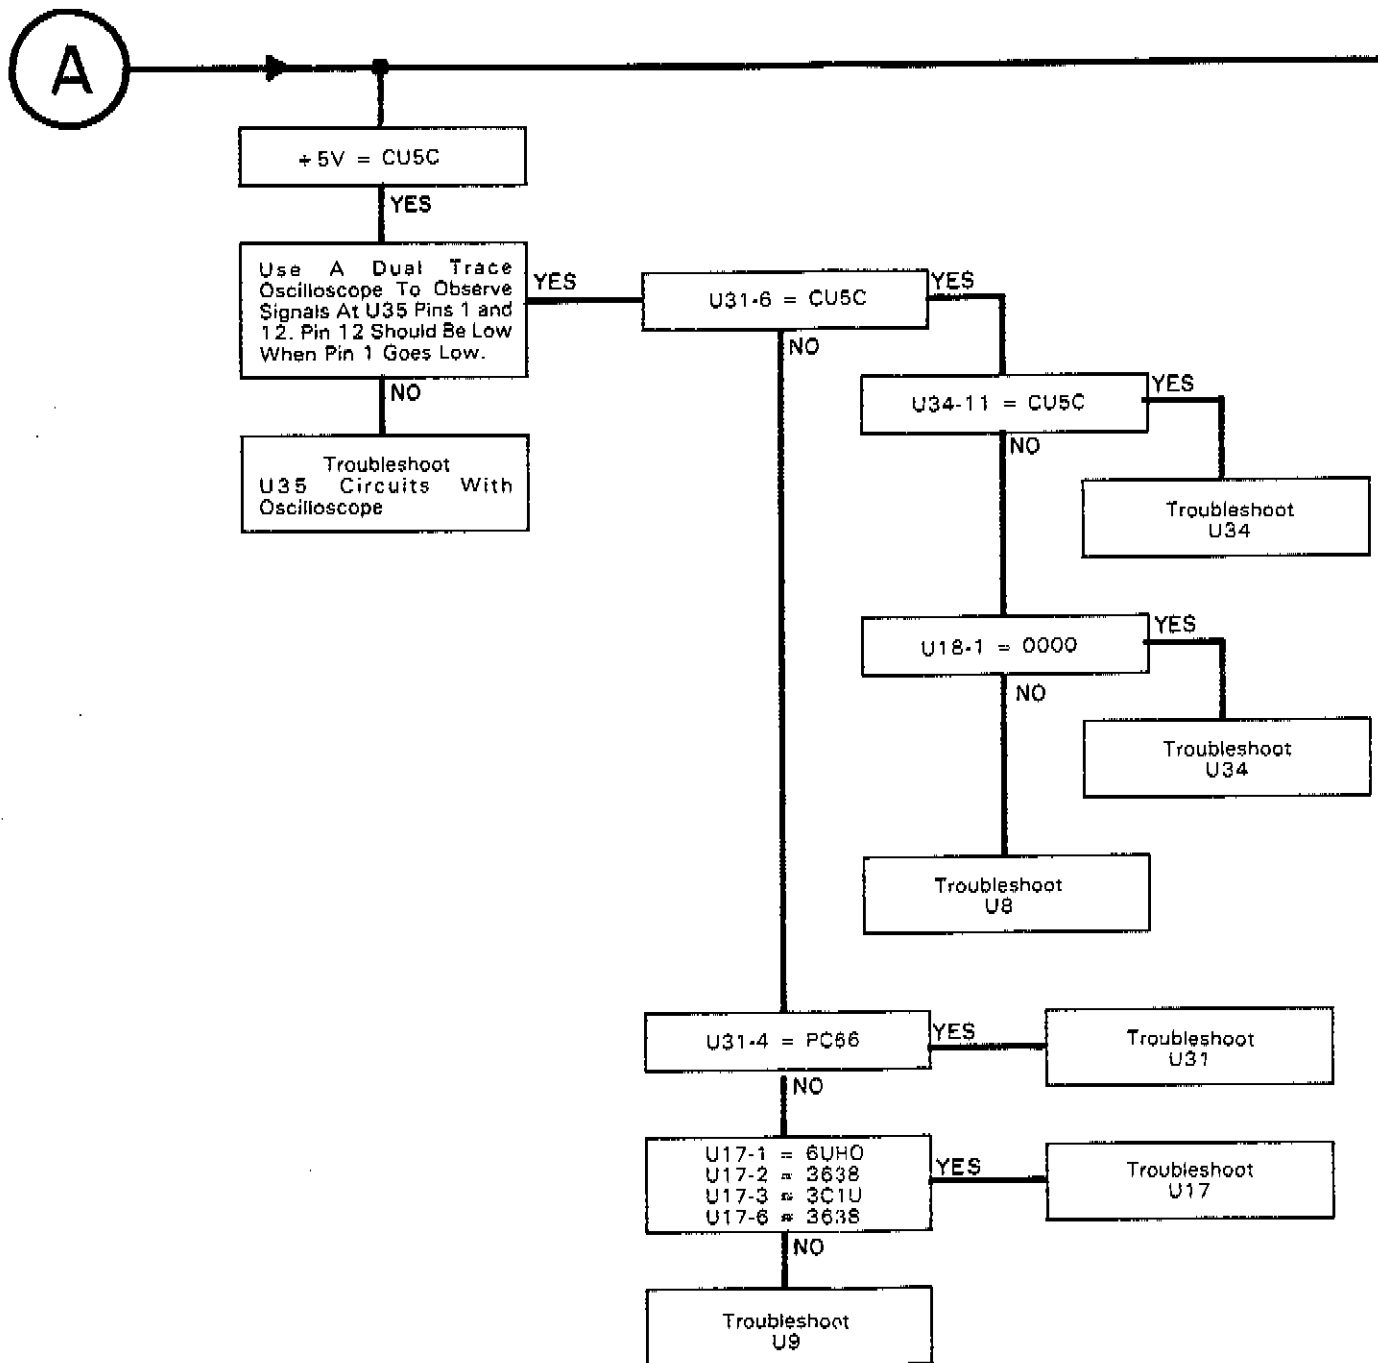 A
+5V = CU5C
YES
Use A Dual Trace
Oscilloscope To Observe
Signals At U35 Pins 1 and
12. Pin 12 Should Be Low
When Pin 1 Goes Low.
YES
NO
Troubleshoot
U35 Circuits With
Oscilloscope
U31-6 = CU5C
YES
NO
U34-11 = CU5C
YES
NO
Troubleshoot
U34
U18-1 = 0000
YES
NO
Troubleshoot
U34
Troubleshoot
U8
U31-4 = PC66
YES
NO
Troubleshoot
U31
U17-1 = 6UH0
U17-2 = 3638
U17-3 = 3C1U
U17-6 = 3638
YES
NO
Troubleshoot
U17
Troubleshoot
U9